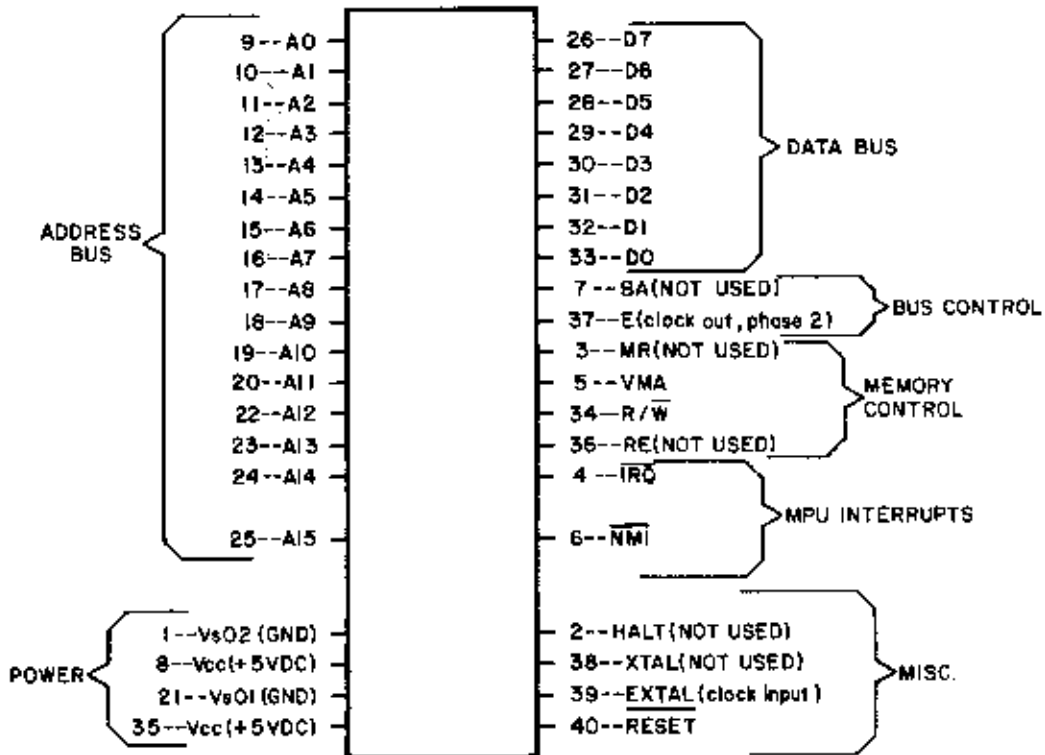 9--A0
10--A1
11--A2
12--A3
13--A4
14--A5
15--A6
16--A7
17--A8
18--A9
19--A10
20--A11
22--A12
23--A13
24--A14
25--A15
ADDRESS
BUS
1--VsO2 (GND)
8--Vcc(+5VDC)
21--VsO1 (GND)
35--Vcc(+5VDC)
POWER
26--D7
27--D6
28--D5
29--D4
30--D3
31--D2
32--D1
33--D0
DATA BUS
7--BA(NOT USED)
37--E(clock out, phase 2)
BUS CONTROL
3--MR(NOT USED)
5--VMA
34--R/W̅
36--RE(NOT USED)
MEMORY
CONTROL
4--I̅R̅Q̅
6--N̅M̅I̅
MPU INTERRUPTS
2--HALT(NOT USED)
38--XTAL(NOT USED)
39--EXTAL(clock input)
40--R̅E̅S̅E̅T̅
MISC.